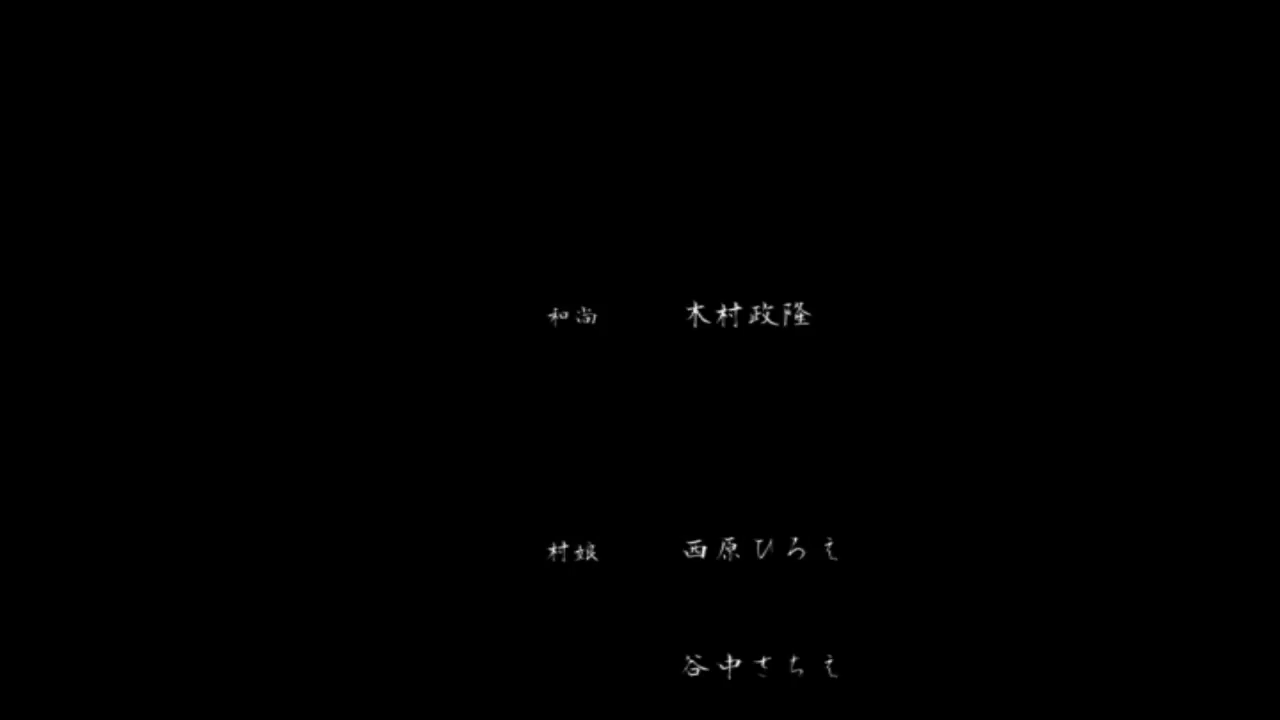 和尚 木村政隆
村娘 西原ひろえ
谷中さちえ